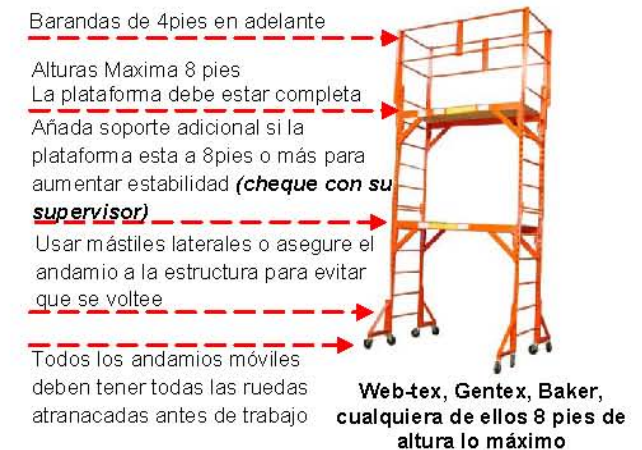 Barandas de 4pies en adelante
Alturas Maxima 8 pies
La plataforma debe estar completa
Añada soporte adicional si la
plataforma esta a 8pies o más para
aumentar estabilidad (cheque con su
supervisor)
Usar mástiles laterales o asegure el
andamio a la estructura para evitar
que se voltee
Todos los andamios móviles
deben tener todas las ruedas
atranacadas antes de trabajo
Web-tex, Gentex, Baker,
cualquiera de ellos 8 pies de
altura lo máximo